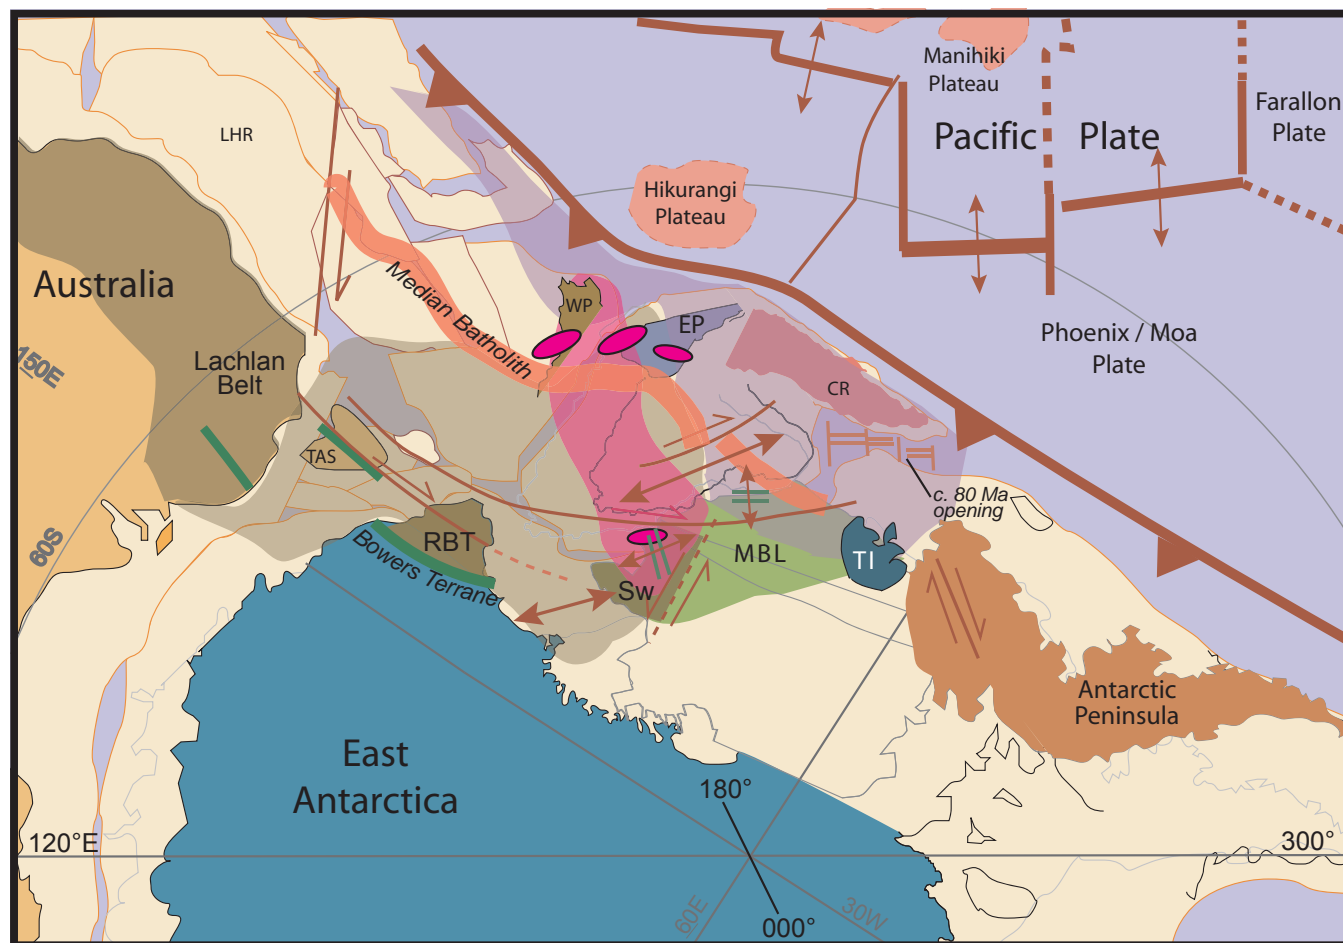 Manihiki
Plateau
Farallon
Plate
LHR
Pacific
Plate
Hikurangi
Plateau
Australia
Median Batholith
WP
EP
Phoenix / Moa
Plate
150E
Lachlan
Belt
CR
TAS
c. 80 Ma
opening
60S
RBT
Bowers Terrane
MBL
TI
Sw
Antarctic
Peninsula
East
Antarctica
180°
120°E
300°
60E
30W
000°